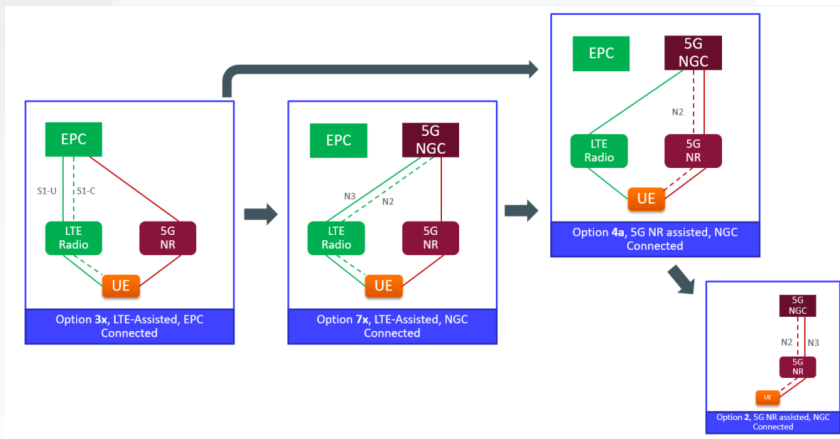 EPC
S1-U
S1-C
LTE
Radio
5G
NR
UE
Option 3x, LTE-Assisted, EPC
Connected
EPC
5G
NGC
N3
N2
LTE
Radio
5G
NR
UE
Option 7x, LTE-Assisted, NGC
Connected
EPC
5G
NGC
N2
LTE
Radio
5G
NR
UE
Option 4a, 5G NR assisted, NGC
Connected
5G
NGC
N2
N3
5G
NR
UE
Option 2, 5G NR assisted, NGC
Connected